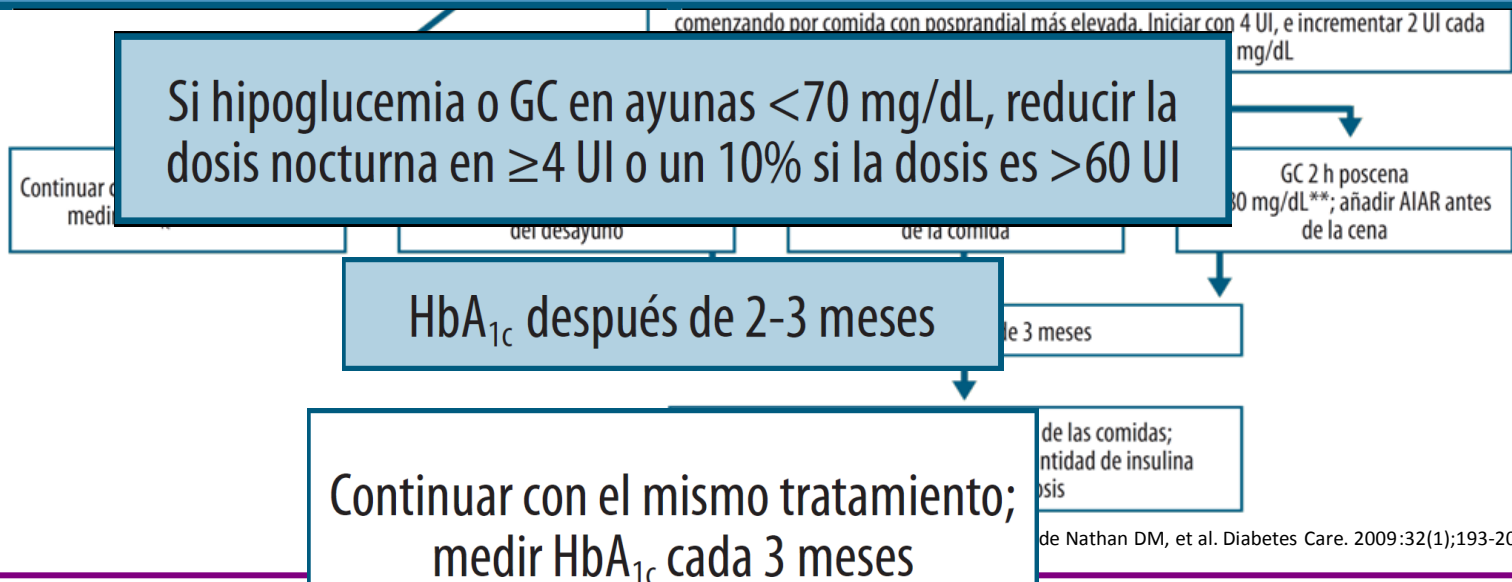 comenzando por comida con posprandial más elevada. Iniciar con 4 UI, e incrementar 2 UI cada
mg/dL
Si hipoglucemia o GC en ayunas <70 mg/dL, reducir la
dosis nocturna en ≥4 UI o un 10% si la dosis es >60 UI
Continuar
medi
del desayuno
de la comida
GC 2 h poscena
0 mg/dL**; añadir AIAR antes
de la cena
HbA1c después de 2-3 meses
de 3 meses
de las comidas;
ntidad de insulina
osis
Continuar con el mismo tratamiento;
medir HbA1c cada 3 meses
de Nathan DM, et al. Diabetes Care. 2009:32(1);193-20